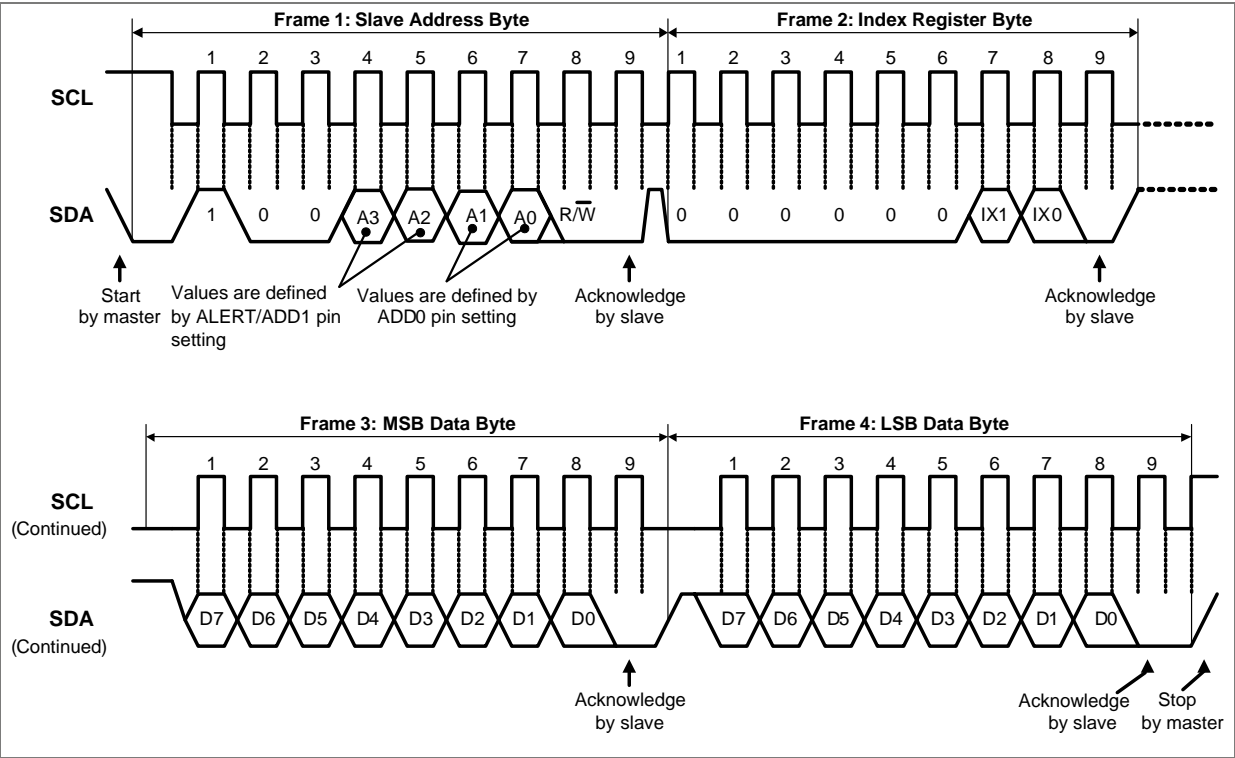 Frame 1: Slave Address Byte
Frame 2: Index Register Byte
1 2 3 4 5 6 7 8 9 1 2 3 4 5 6 7 8 9
SCL
SDA
1 0 0 A3 A2 A1 A0 R/W̅ 0 0 0 0 0 0 IX1 IX0
Start
by master
Values are defined
by ALERT/ADD1 pin
setting
Values are defined by
ADD0 pin setting
Acknowledge
by slave
Acknowledge
by slave
Frame 3: MSB Data Byte
Frame 4: LSB Data Byte
1 2 3 4 5 6 7 8 9 1 2 3 4 5 6 7 8 9
SCL
(Continued)
SDA
(Continued)
D7 D6 D5 D4 D3 D2 D1 D0 D7 D6 D5 D4 D3 D2 D1 D0
Acknowledge
by slave
Acknowledge
by slave
Stop
by master